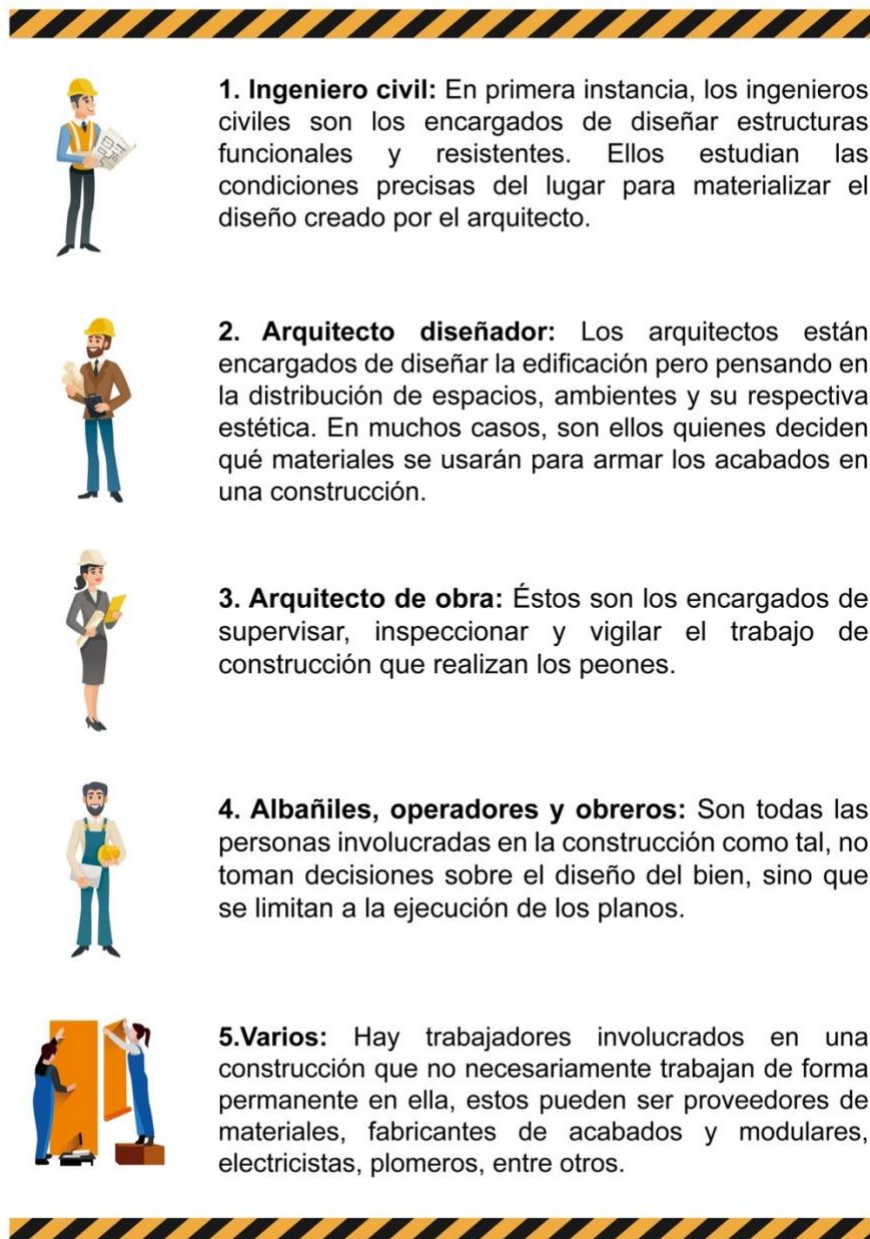 1. Ingeniero civil: En primera instancia, los ingenieros
civiles son los encargados de diseñar estructuras
funcionales y resistentes. Ellos estudian las
condiciones precisas del lugar para materializar el
diseño creado por el arquitecto.
2. Arquitecto diseñador: Los arquitectos están
encargados de diseñar la edificación pero pensando en
la distribución de espacios, ambientes y su respectiva
estética. En muchos casos, son ellos quienes deciden
qué materiales se usarán para armar los acabados en
una construcción.
3. Arquitecto de obra: Éstos son los encargados de
supervisar, inspeccionar y vigilar el trabajo de
construcción que realizan los peones.
4. Albañiles, operadores y obreros: Son todas las
personas involucradas en la construcción como tal, no
toman decisiones sobre el diseño del bien, sino que
se limitan a la ejecución de los planos.
5.Varios: Hay trabajadores involucrados en una
construcción que no necesariamente trabajan de forma
permanente en ella, estos pueden ser proveedores de
materiales, fabricantes de acabados y modulares,
electricistas, plomeros, entre otros.